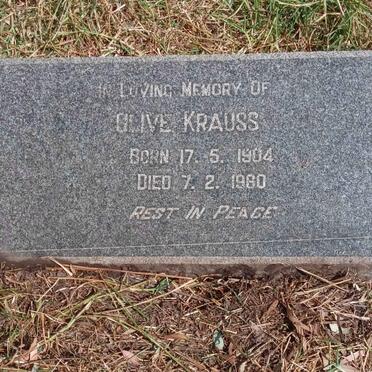 In Loving Memory Of
Olive Krauss
Born 17. 5. 1904
Died 7. 2. 1980
Rest In Peace